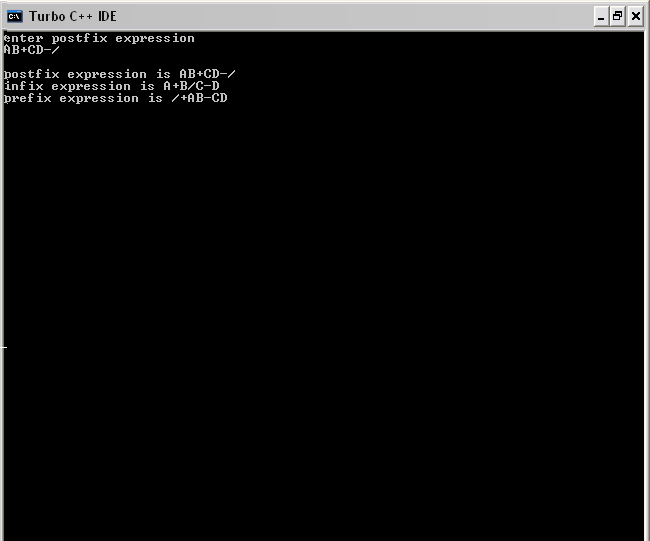 Turbo C++ IDE
enter postfix expression
AB+CD-/
postfix expression is AB+CD-/
infix expression is A+B/C-D
prefix expression is /+AB-CD